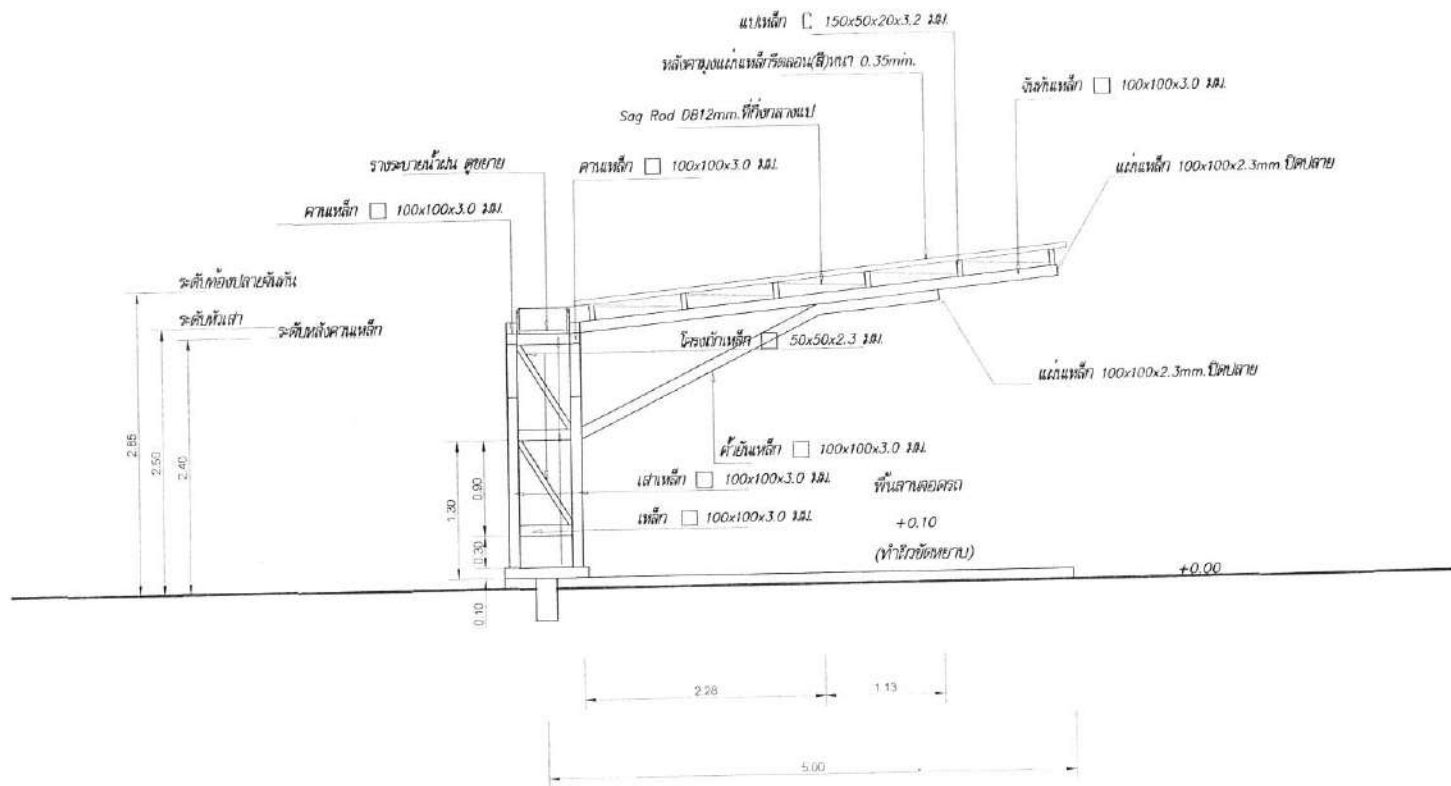 แปเหล็ก 150x50x20x3.2 มม.
หลังคามุงแผ่นเหล็กรีดลอน(สี)หนา 0.35mm.
จันทันเหล็ก 100x100x3.0 มม.
Sag Rod DB12mm.ที่กึ่งกลางแป
รางระบายน้ำฝน ดูขยาย
คานเหล็ก 100x100x3.0 มม.
แผ่นเหล็ก 100x100x2.3mm.ปิดปลาย
คานเหล็ก 100x100x3.0 มม.
ระดับท้องปลายจันทัน
ระดับหัวเสา
ระดับหลังคานเหล็ก
โครงถักเหล็ก 50x50x2.3 มม.
แผ่นเหล็ก 100x100x2.3mm.ปิดปลาย
2.85
2.50
2.40
1.30
0.90
0.30
0.10
ค้ำยันเหล็ก 100x100x3.0 มม.
เสาเหล็ก 100x100x3.0 มม.
พื้นลานจอดรถ
เหล็ก 100x100x3.0 มม.
+0.10
(ทำผิวขัดหยาบ)
+0.00
2.28
1.13
5.00